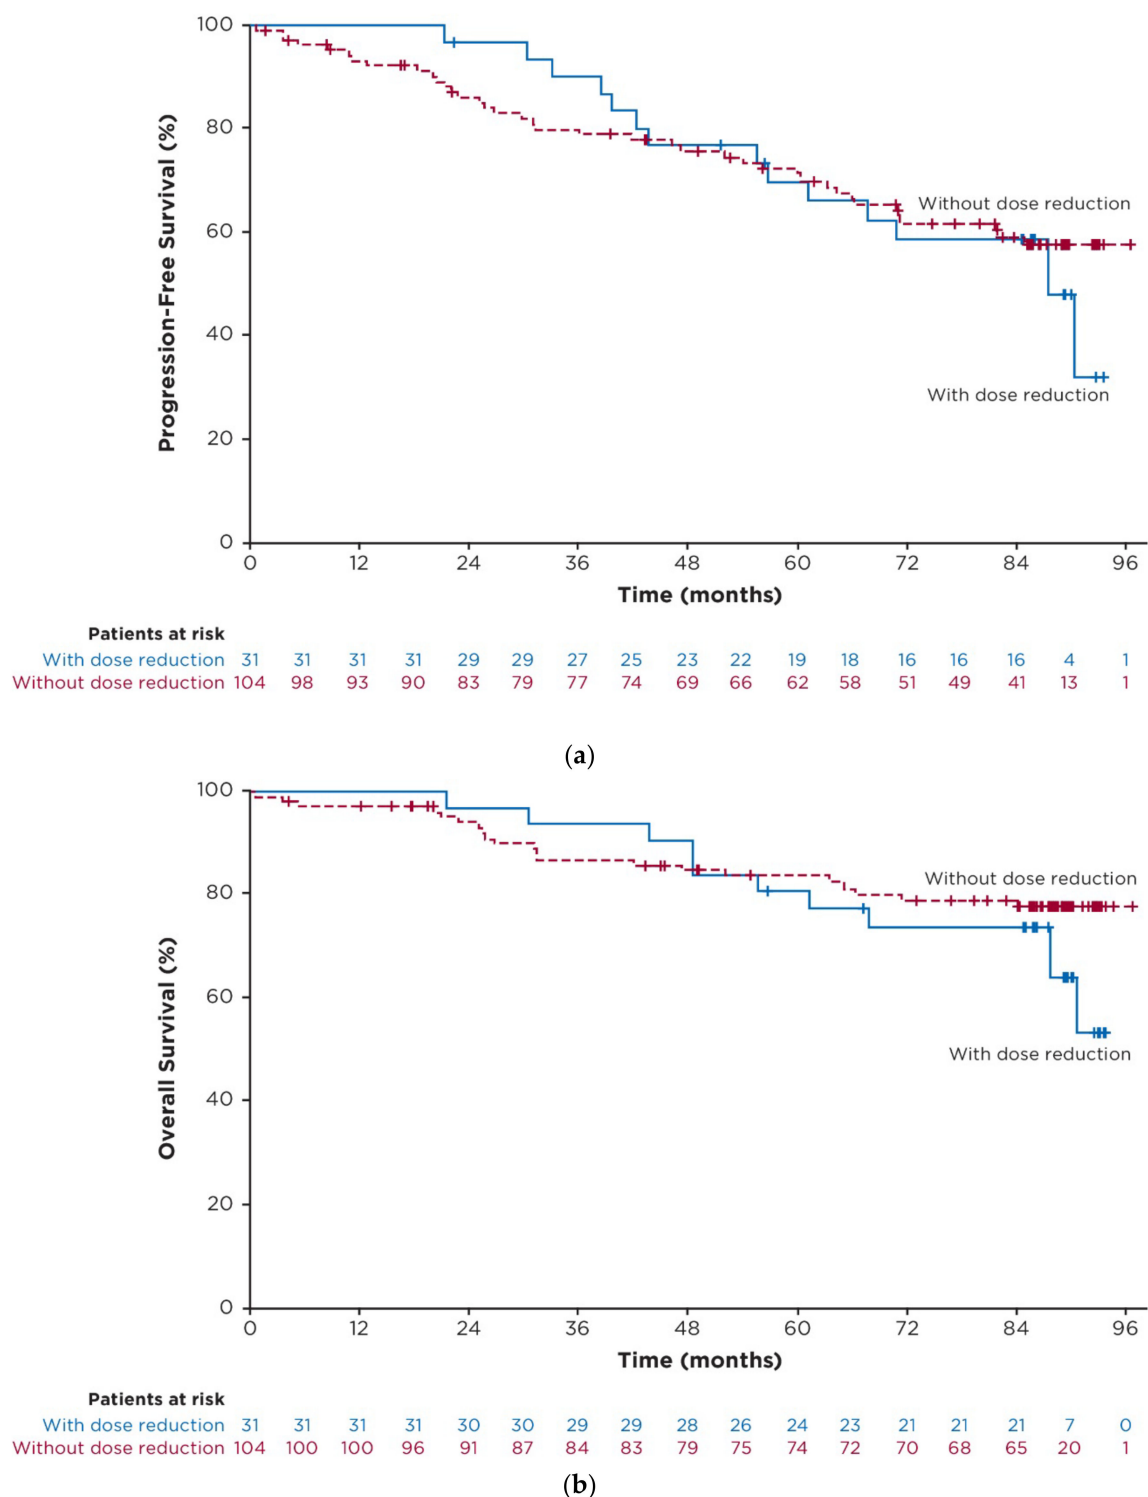 100
80
60
40
20
0
Progression-Free Survival (%)
Without dose reduction
With dose reduction
0 12 24 36 48 60 72 84 96
Time (months)
Patients at risk
With dose reduction 31 31 31 31 29 29 27 25 23 22 19 18 16 16 16 4 1
Without dose reduction 104 98 93 90 83 79 77 74 69 66 62 58 51 49 41 13 1
(a)
100
80
60
40
20
0
Overall Survival (%)
Without dose reduction
With dose reduction
0 12 24 36 48 60 72 84 96
Time (months)
Patients at risk
With dose reduction 31 31 31 31 30 30 29 29 28 26 24 23 21 21 21 7 0
Without dose reduction 104 100 100 96 91 87 84 83 79 75 74 72 70 68 65 20 1
(b)